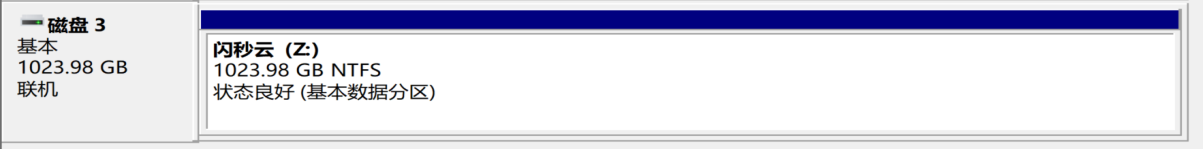 磁盘 3
基本
1023.98 GB
联机
闪秒云  (Z:)
1023.98 GB NTFS
状态良好 (基本数据分区)